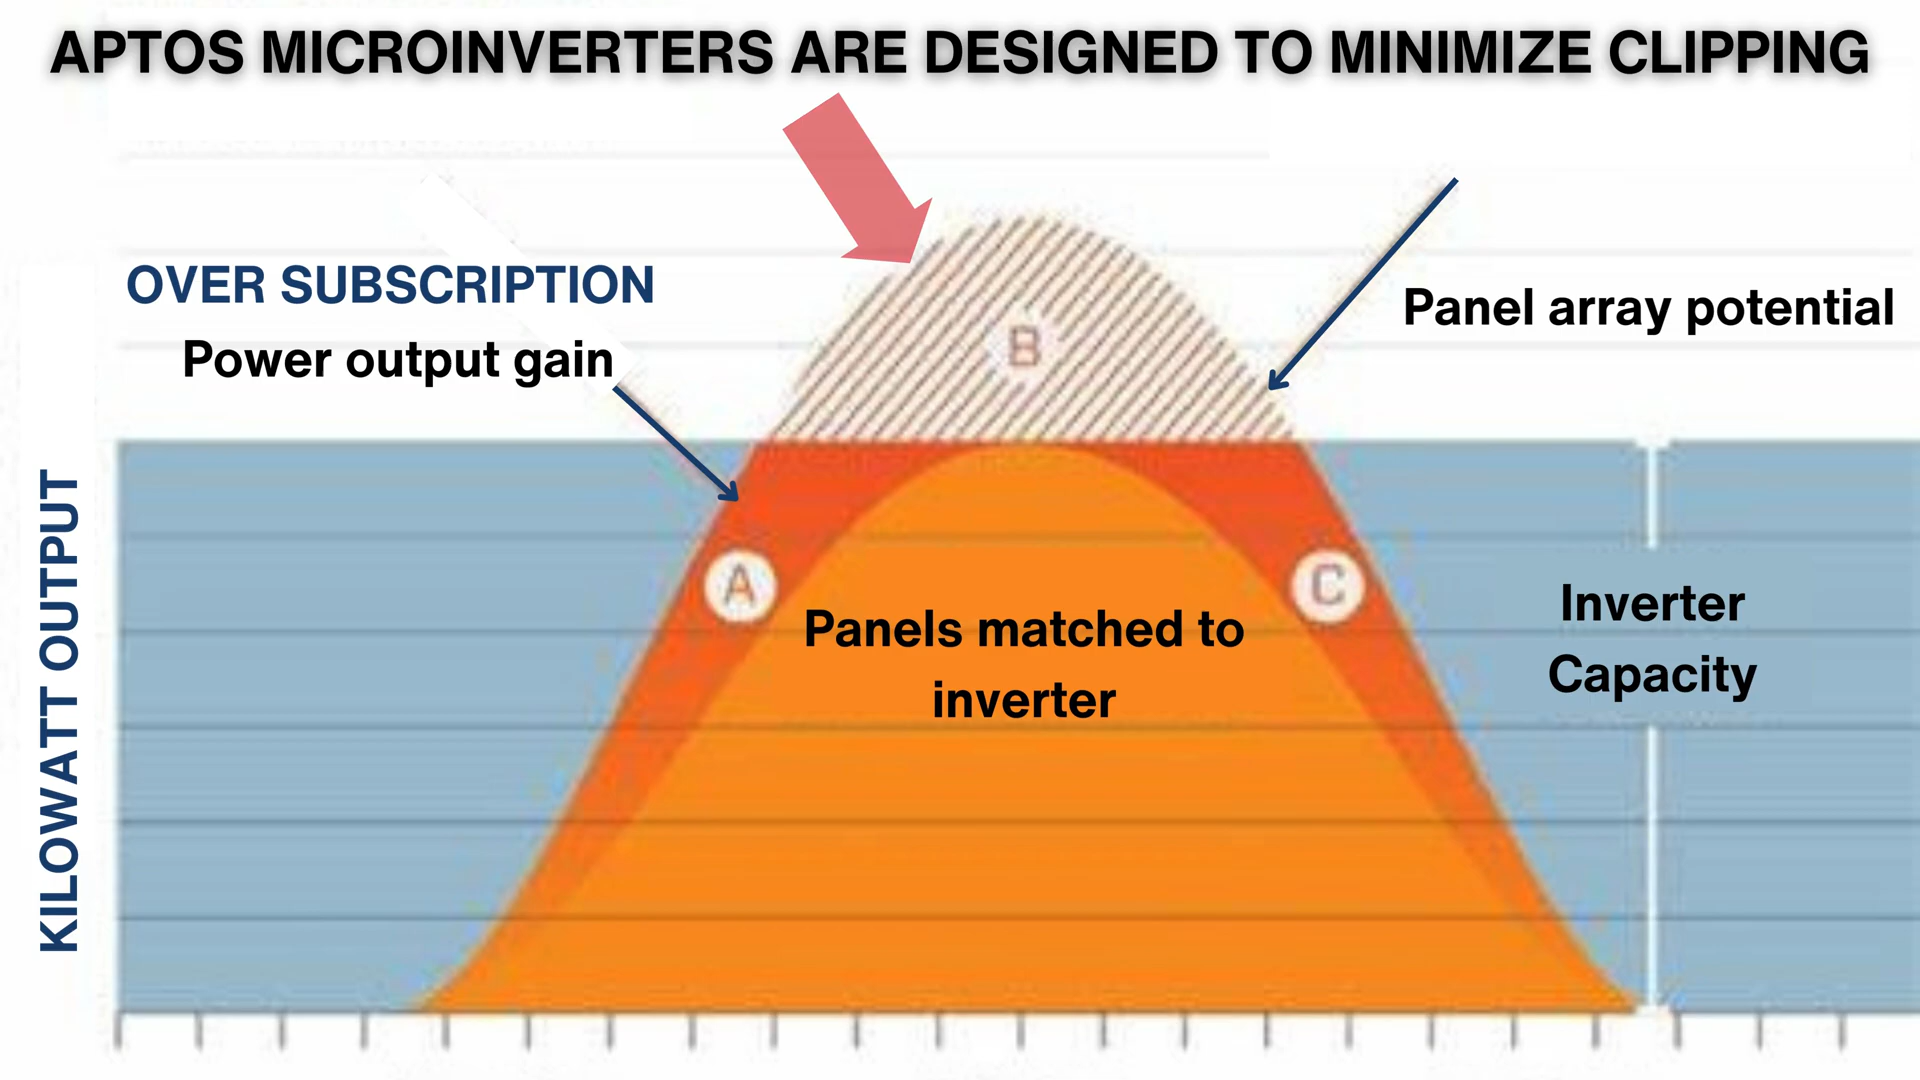 APTOS MICROINVERTERS ARE DESIGNED TO MINIMIZE CLIPPING
OVER SUBSCRIPTION
Power output gain
Panel array potential
B
A
C
Panels matched to
inverter
Inverter
Capacity
KILOWATT OUTPUT